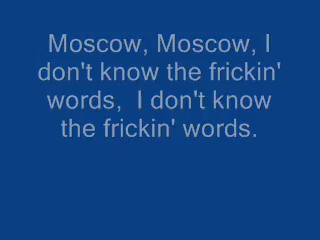 Moscow, Moscow, I
don't know the frickin'
words,  I don't know
the frickin' words.